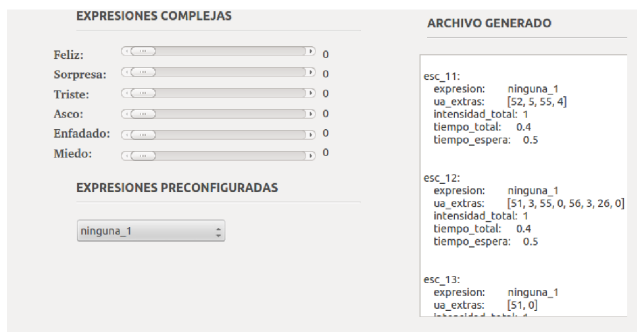 EXPRESIONES COMPLEJAS
Feliz: 0
Sorpresa: 0
Triste: 0
Asco: 0
Enfadado: 0
Miedo: 0
EXPRESIONES PRECONFIGURADAS
ninguna_1
ARCHIVO GENERADO
esc_11:
expresion: ninguna_1
ua_extras: [52, 5, 55, 4]
intensidad_total: 1
tiempo_total: 0.4
tiempo_espera: 0.5
esc_12:
expresion: ninguna_1
ua_extras: [51, 3, 55, 0, 56, 3, 26, 0]
intensidad_total: 1
tiempo_total: 0.4
tiempo_espera: 0.5
esc_13:
expresion: ninguna_1
ua_extras: [51, 0]
intensidad_total: 1